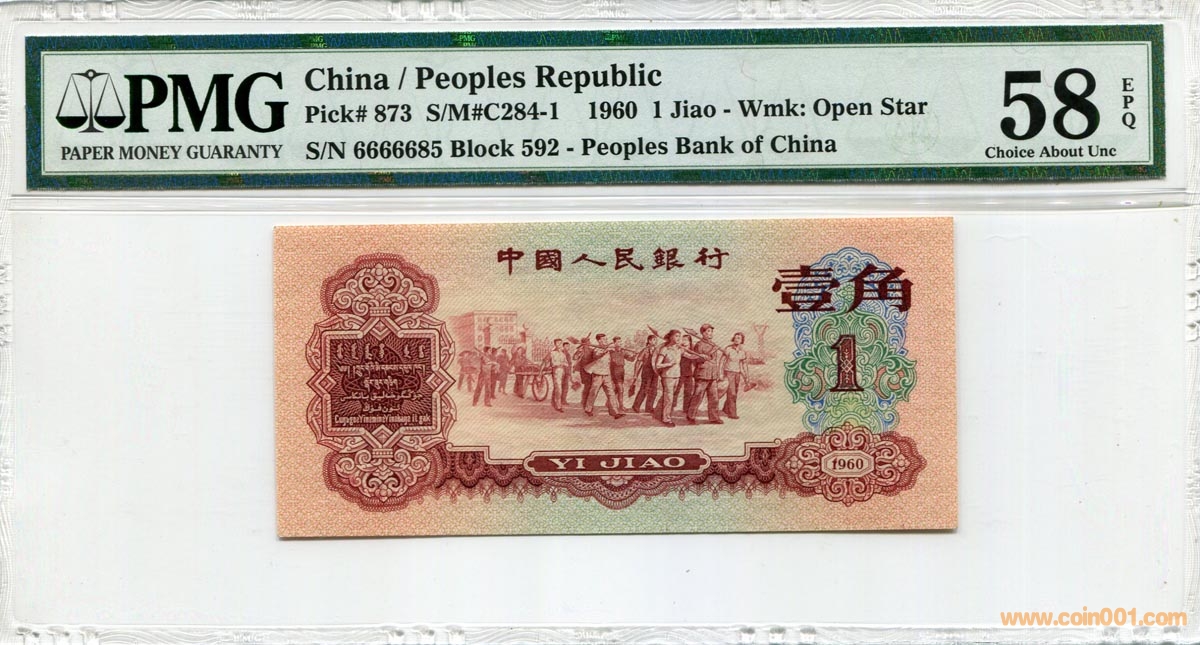 PMG
PAPER MONEY GUARANTY
China / Peoples Republic
Pick# 873 S/M#C284-1 1960 1 Jiao - Wmk: Open Star
S/N 6666685 Block 592 - Peoples Bank of China
58
EPQ
Choice About Unc
中國人民銀行
壹角
1
YI JIAO
1960
www.coin001.com